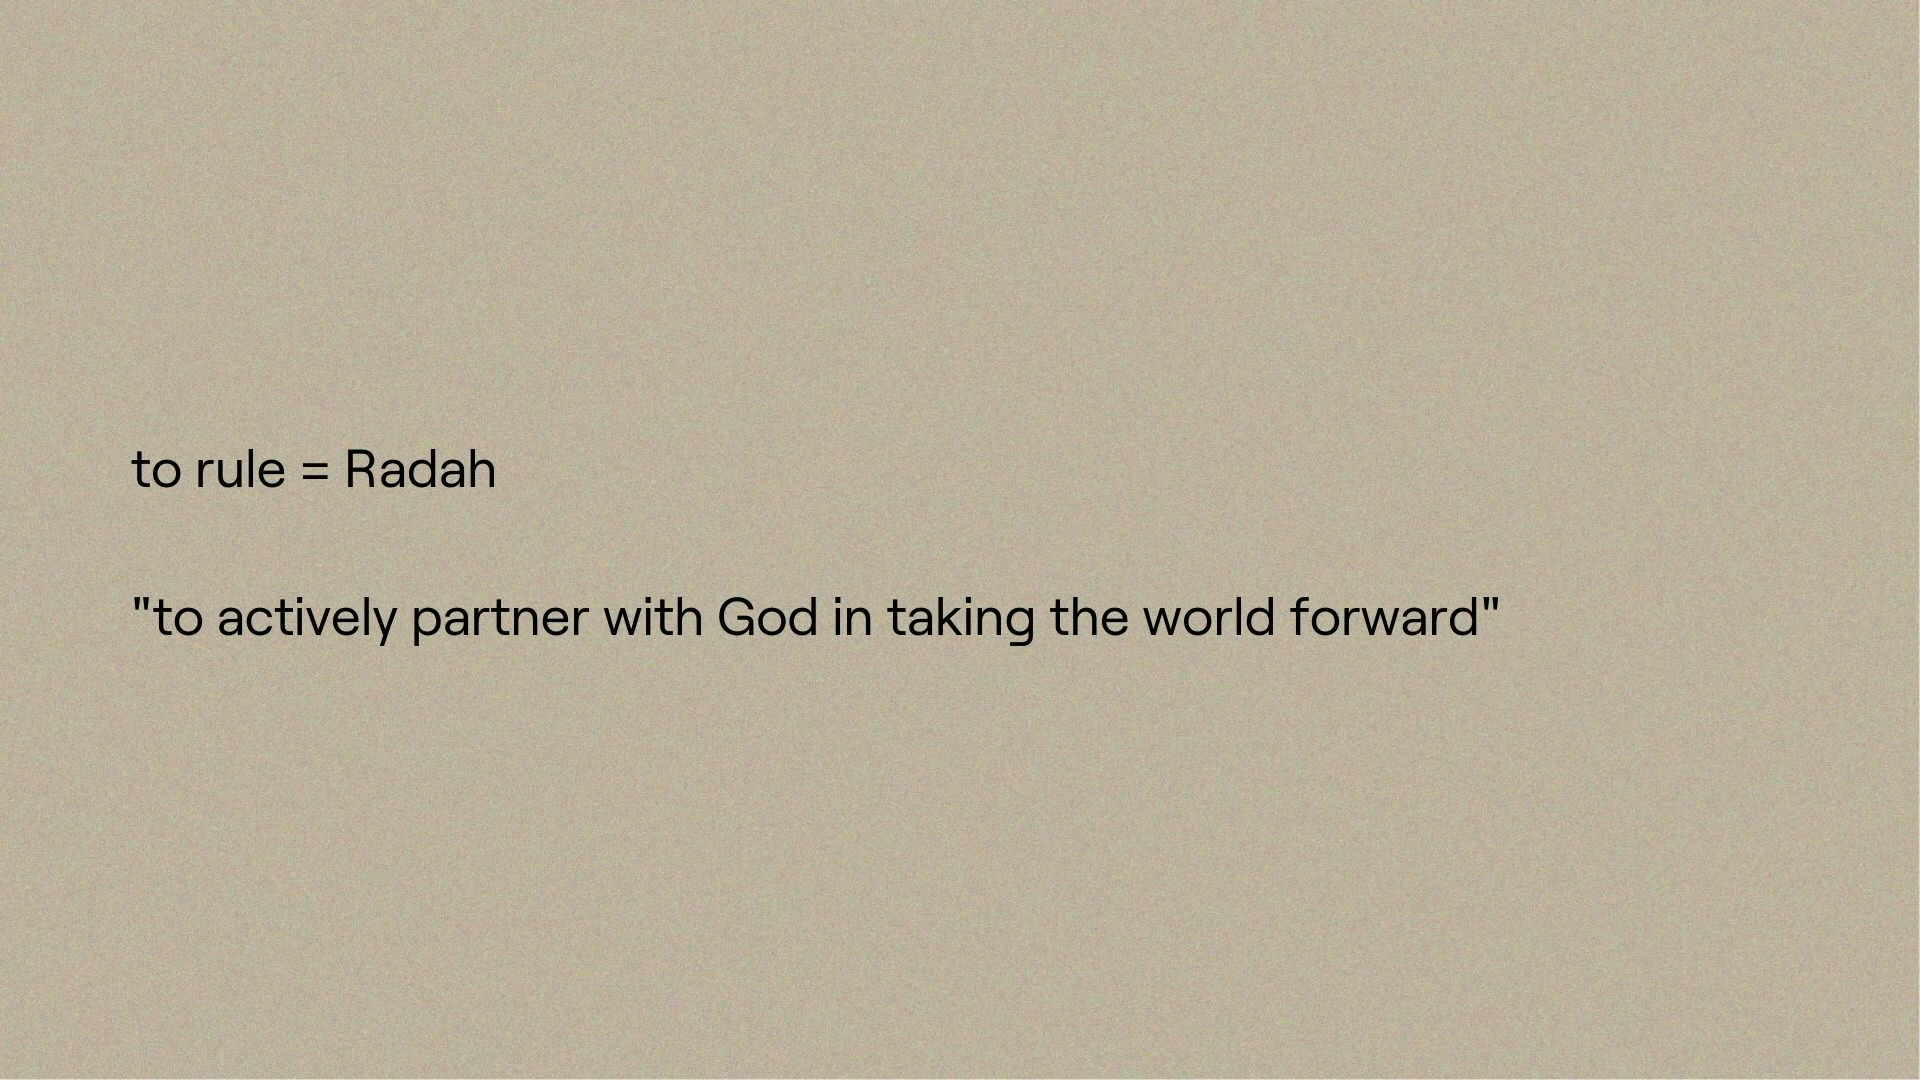 to rule = Radah
"to actively partner with God in taking the world forward"